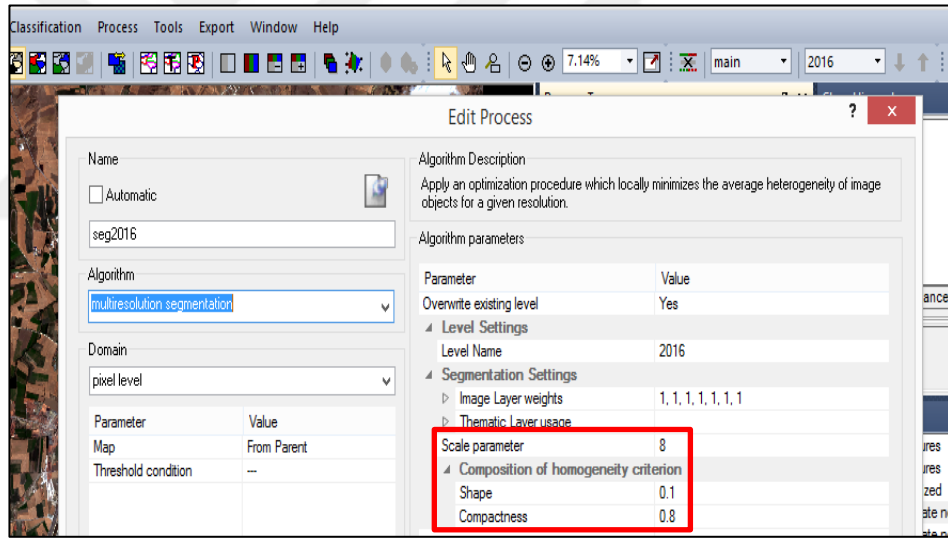 Classification Process Tools Export Window Help
7.14% main 2016
Edit Process
?
x
Name
Automatic
seg2016
Algorithm
multiresolution segmentation
Domain
pixel level
Parameter Value
Map From Parent
Threshold condition ---
Algorithm Description
Apply an optimization procedure which locally minimizes the average heterogeneity of image
objects for a given resolution.
Algorithm parameters
Parameter Value
Overwrite existing level Yes
Level Settings
Level Name 2016
Segmentation Settings
Image Layer weights 1, 1, 1, 1, 1, 1, 1
Thematic Layer usage
Scale parameter 8
Composition of homogeneity criterion
Shape 0.1
Compactness 0.8